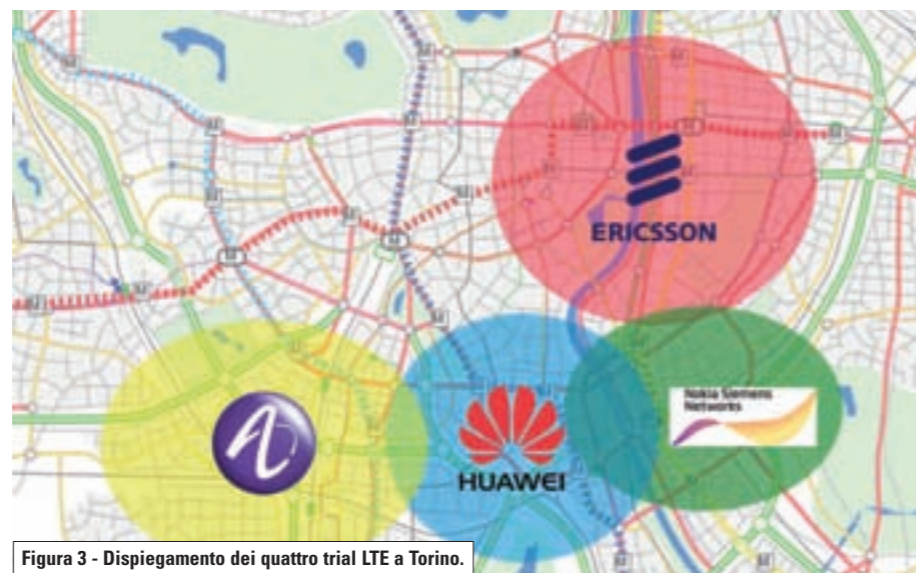 ERICSSON
Nokia Siemens
Networks
HUAWEI
Figura 3 - Dispiegamento dei quattro trial LTE a Torino.